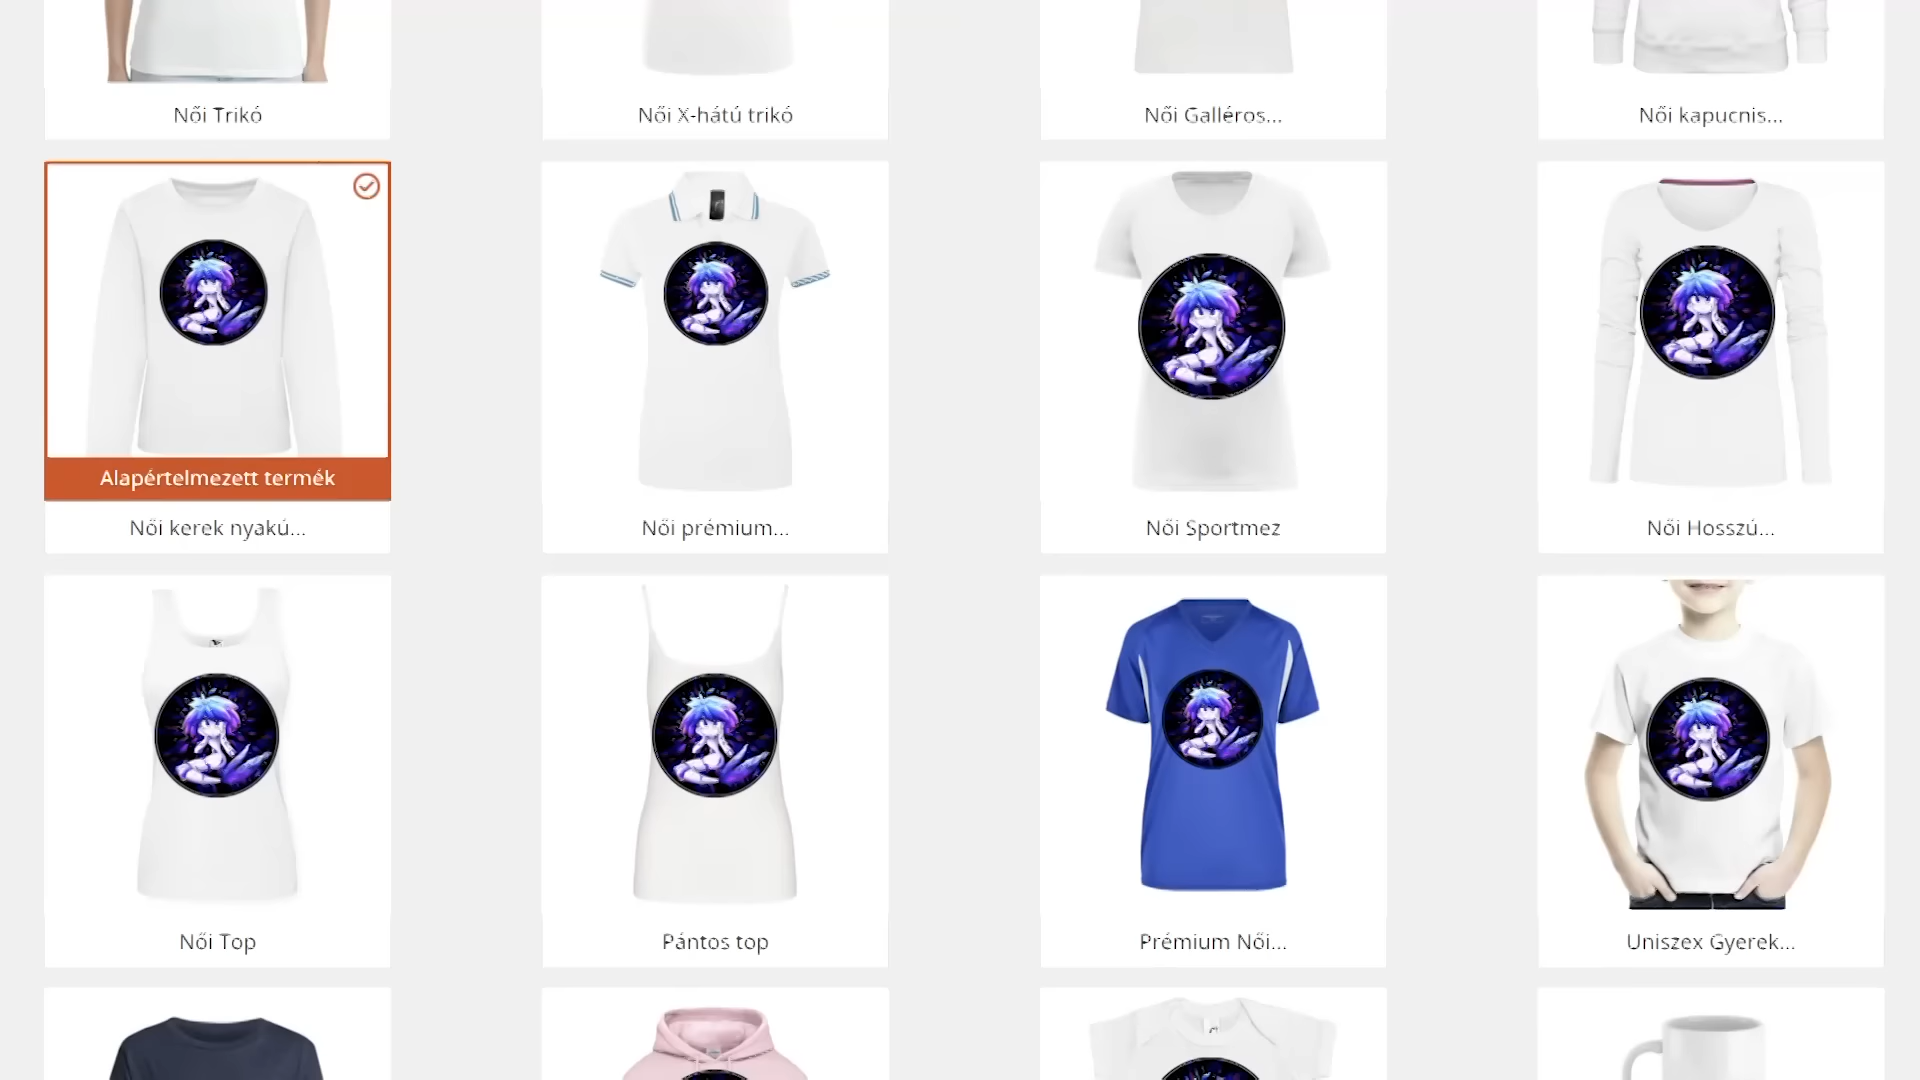 Női Trikó
Női X-hátú trikó
Női Galléros...
Női kapucnis...
Alapértelmezett termék
Női kerek nyakú...
Női prémium...
Női Sportmez
Női Hosszú...
Női Top
Pántos top
Prémium Női...
Uniszex Gyerek...